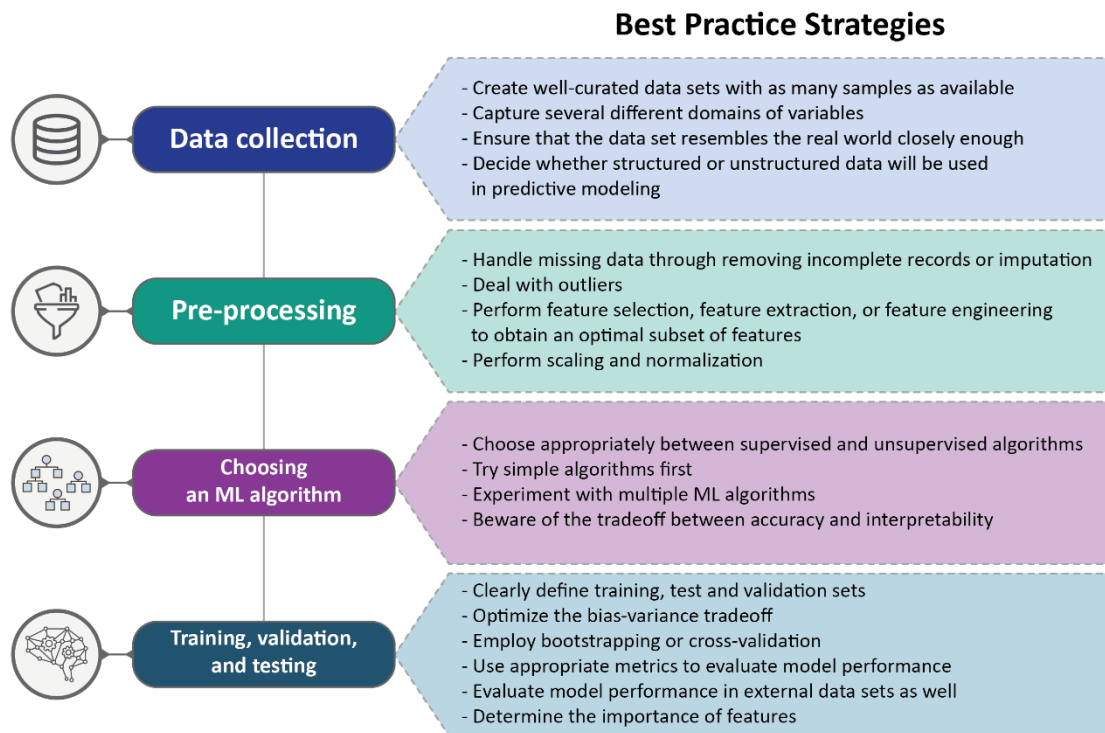 Best Practice Strategies
Data collection
- Create well-curated data sets with as many samples as available
- Capture several different domains of variables
- Ensure that the data set resembles the real world closely enough
- Decide whether structured or unstructured data will be used
in predictive modeling
Pre-processing
- Handle missing data through removing incomplete records or imputation
- Deal with outliers
- Perform feature selection, feature extraction, or feature engineering
to obtain an optimal subset of features
- Perform scaling and normalization
Choosing
an ML algorithm
- Choose appropriately between supervised and unsupervised algorithms
- Try simple algorithms first
- Experiment with multiple ML algorithms
- Beware of the tradeoff between accuracy and interpretability
Training, validation,
and testing
- Clearly define training, test and validation sets
- Optimize the bias-variance tradeoff
- Employ bootstrapping or cross-validation
- Use appropriate metrics to evaluate model performance
- Evaluate model performance in external data sets as well
- Determine the importance of features